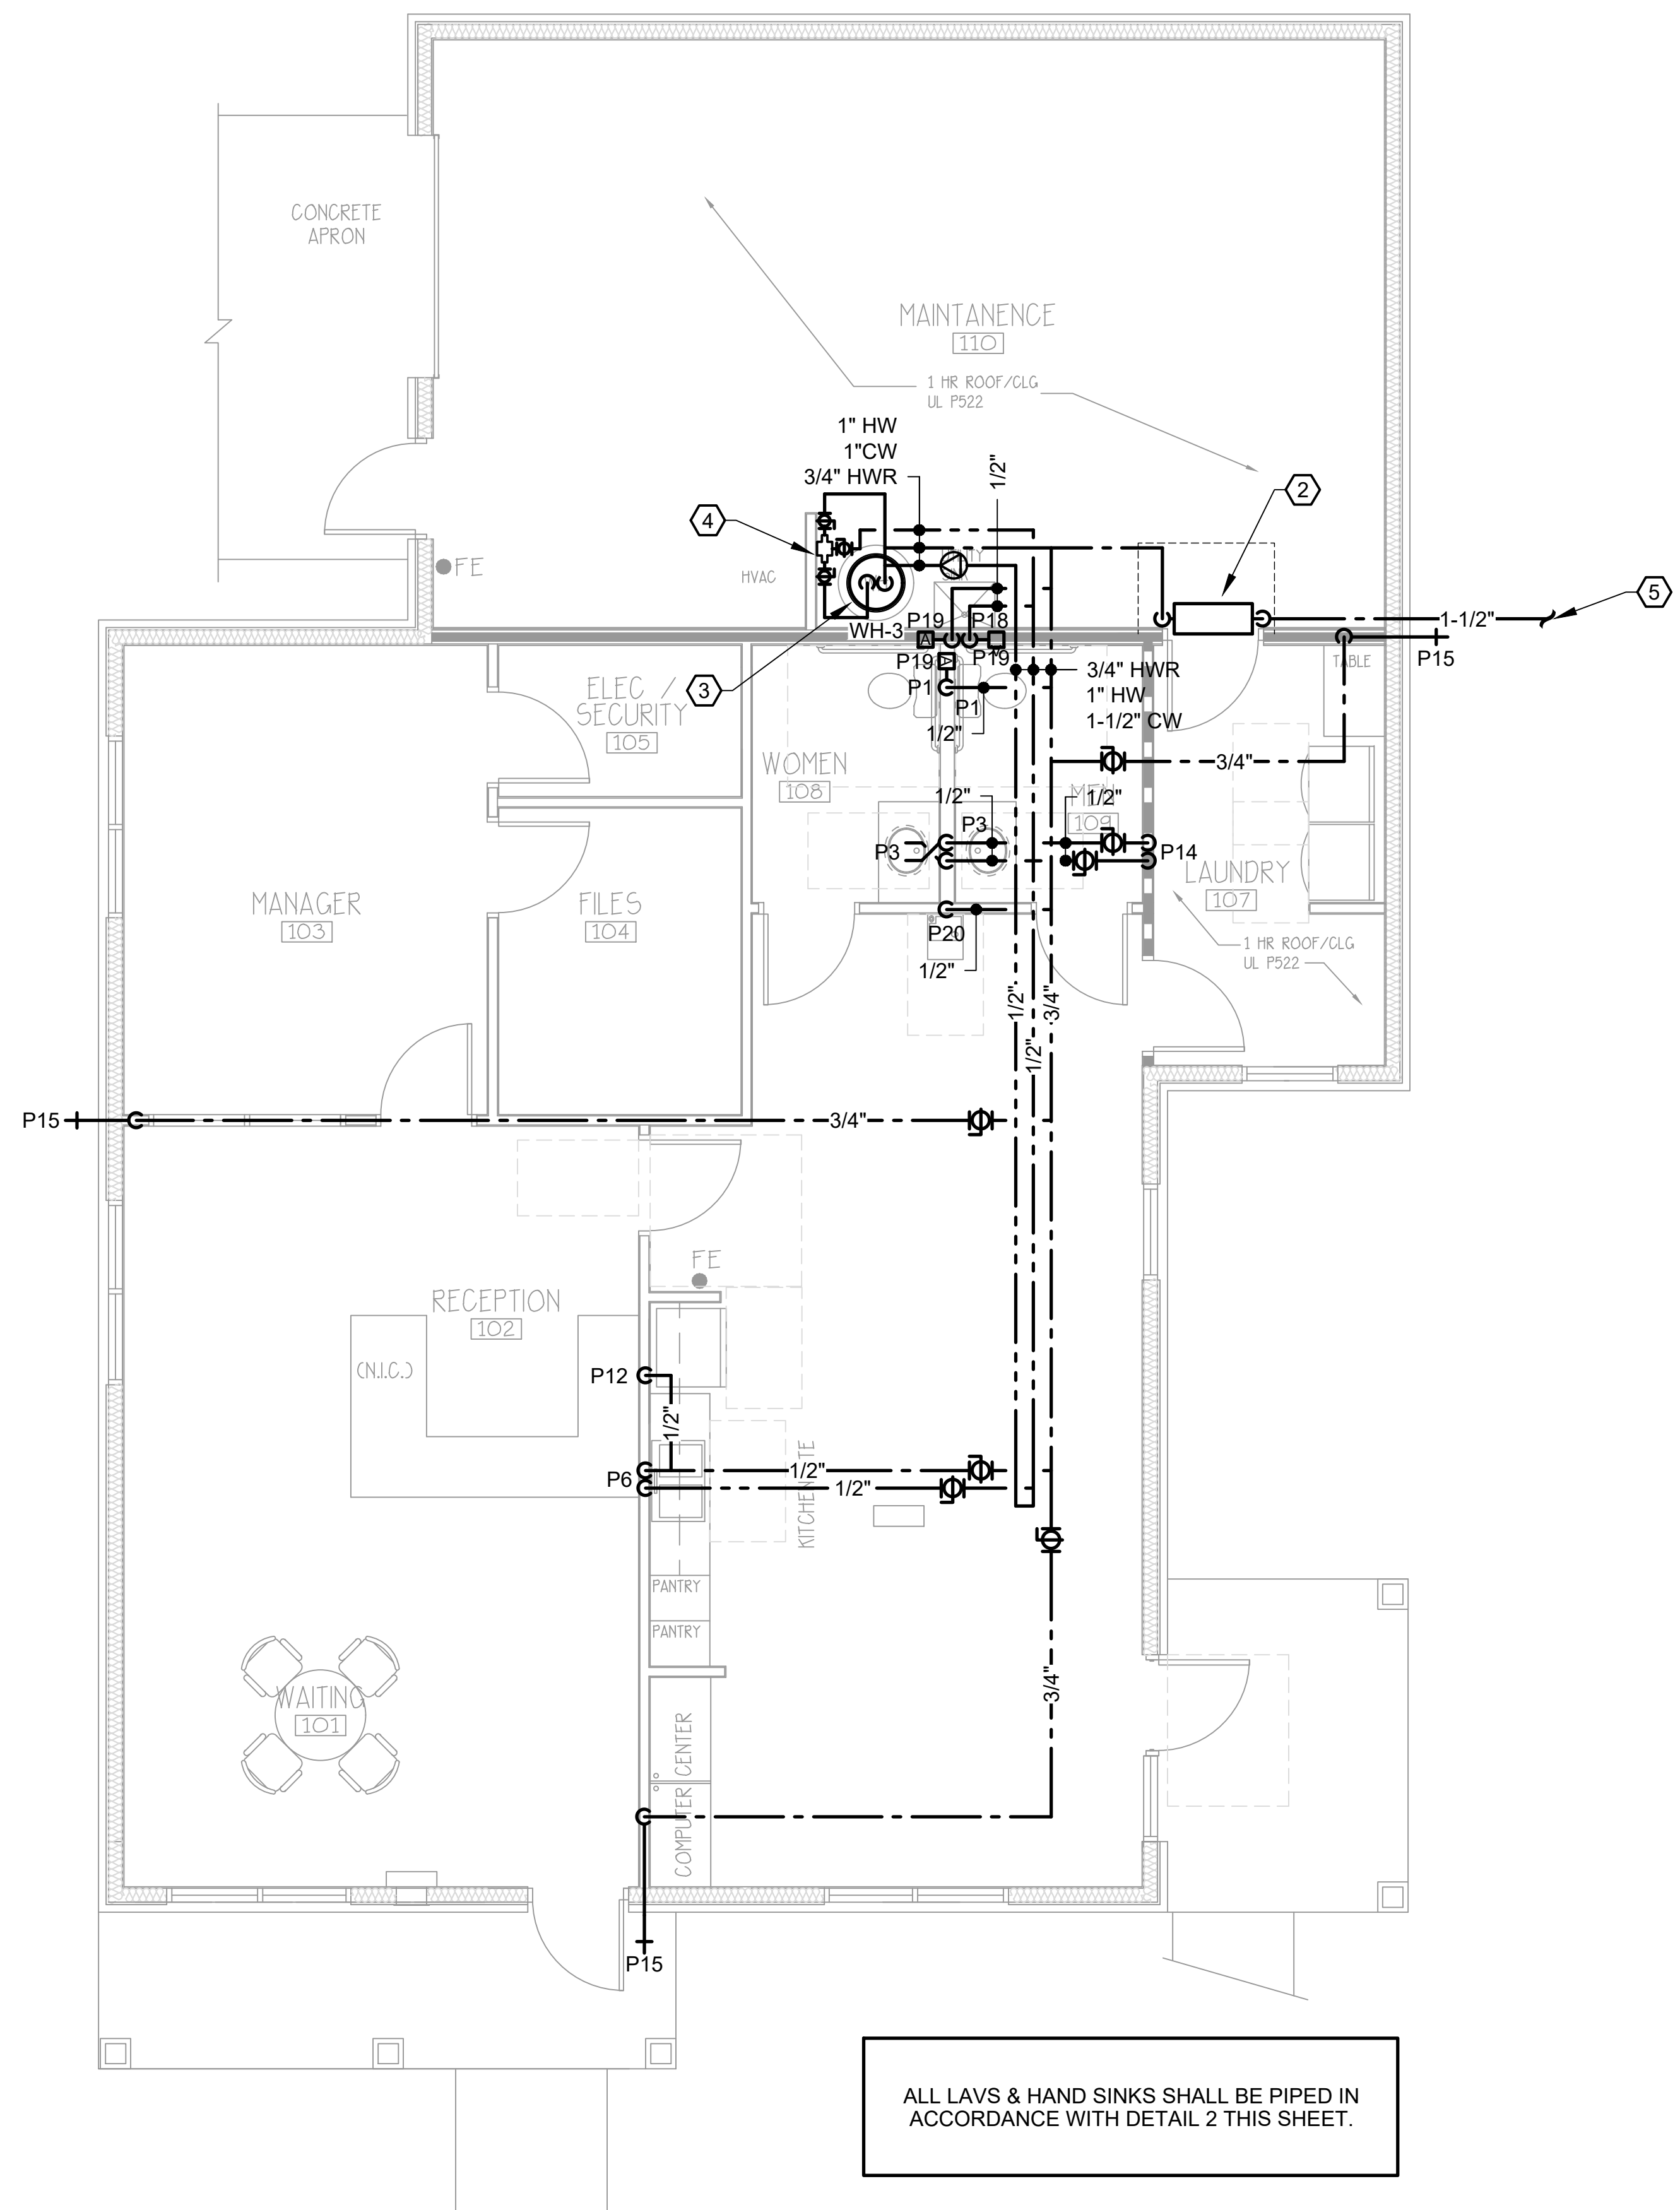 CONCRETE
APRON
MAINTANENCE
110
1 HR ROOF/CLG
UL P522
1" HW
1"CW
3/4" HWR
1/2"
2
4
5
FE
HVAC
1-1/2"
WH-3
P19
P18
A
P15
P19
A
P19
TABLE
3
ELEC /
SECURITY
105
P1
P1
1/2"
3/4" HWR
1" HW
1-1/2" CW
WOMEN
108
3/4"
1/2"
MEN
109
1/2"
P3
P3
P14
LAUNDRY
107
MANAGER
103
FILES
104
P20
1/2"
1 HR ROOF/CLG
UL P522
1/2"
3/4"
1/2"
P15
3/4"
FE
RECEPTION
102
(N.I.C.)
P12
1/2"
P6
1/2"
1/2"
KITCHENETTE
PANTRY
PANTRY
3/4"
WAITING
101
COMPUTER CENTER
P15
ALL LAVS & HAND SINKS SHALL BE PIPED IN
ACCORDANCE WITH DETAIL 2 THIS SHEET.